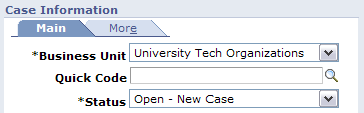 Case Information
Main More
*Business Unit University Tech Organizations
Quick Code
*Status Open - New Case